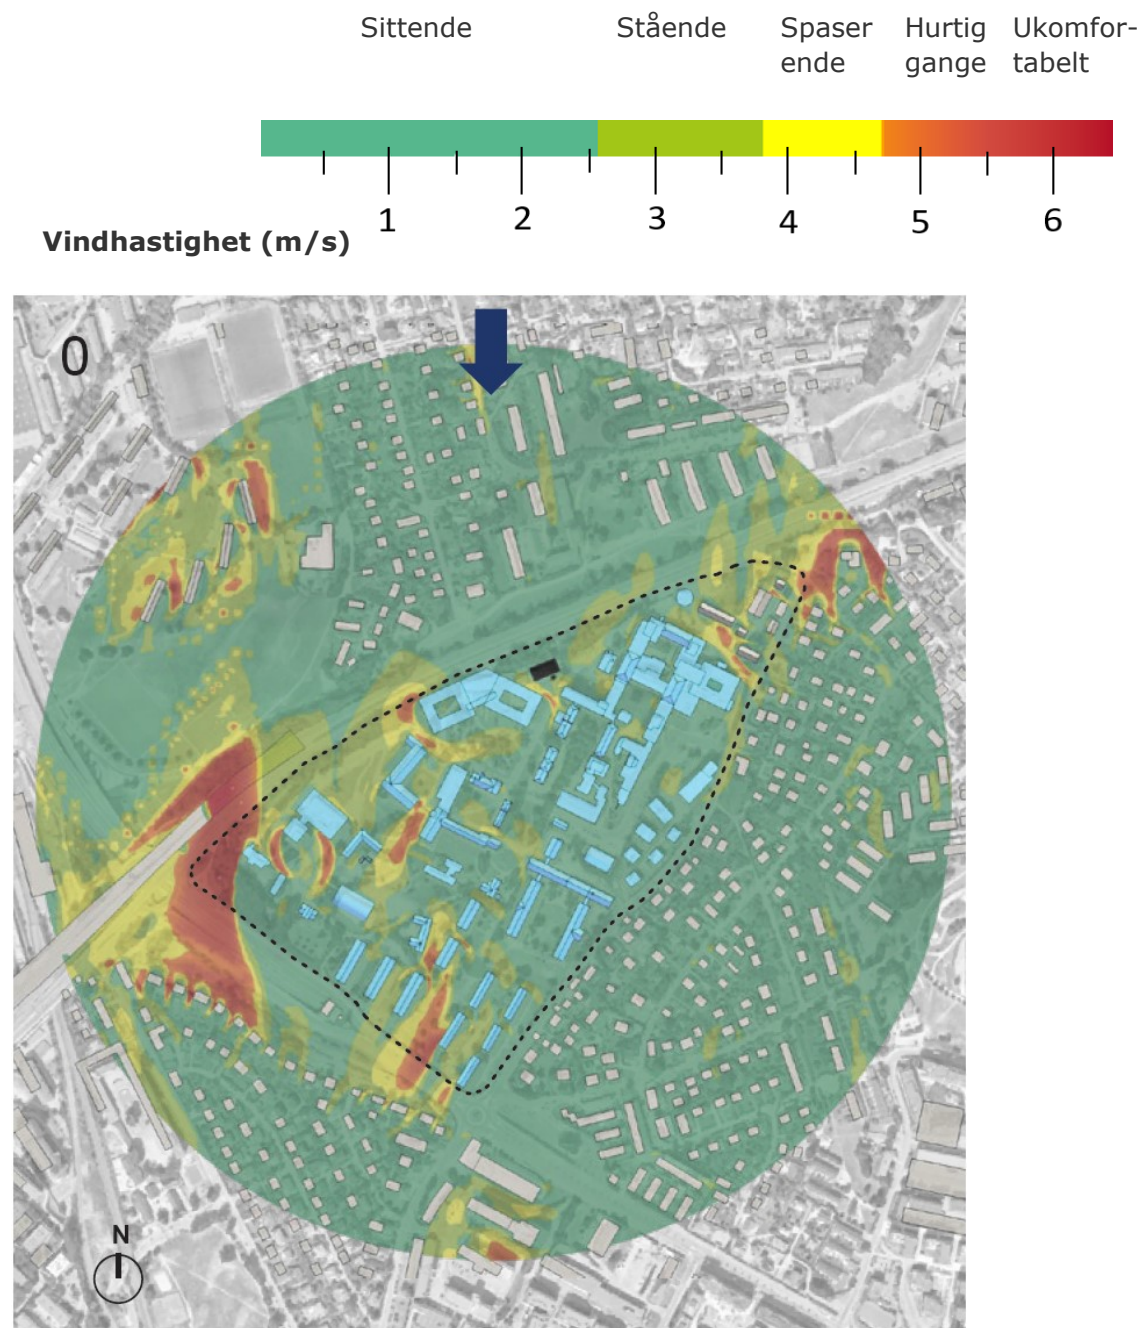 Sittende Stående Spaser Hurtig Ukomfor-
ende gange tabelt
1 2 3 4 5 6
Vindhastighet (m/s)
0
N